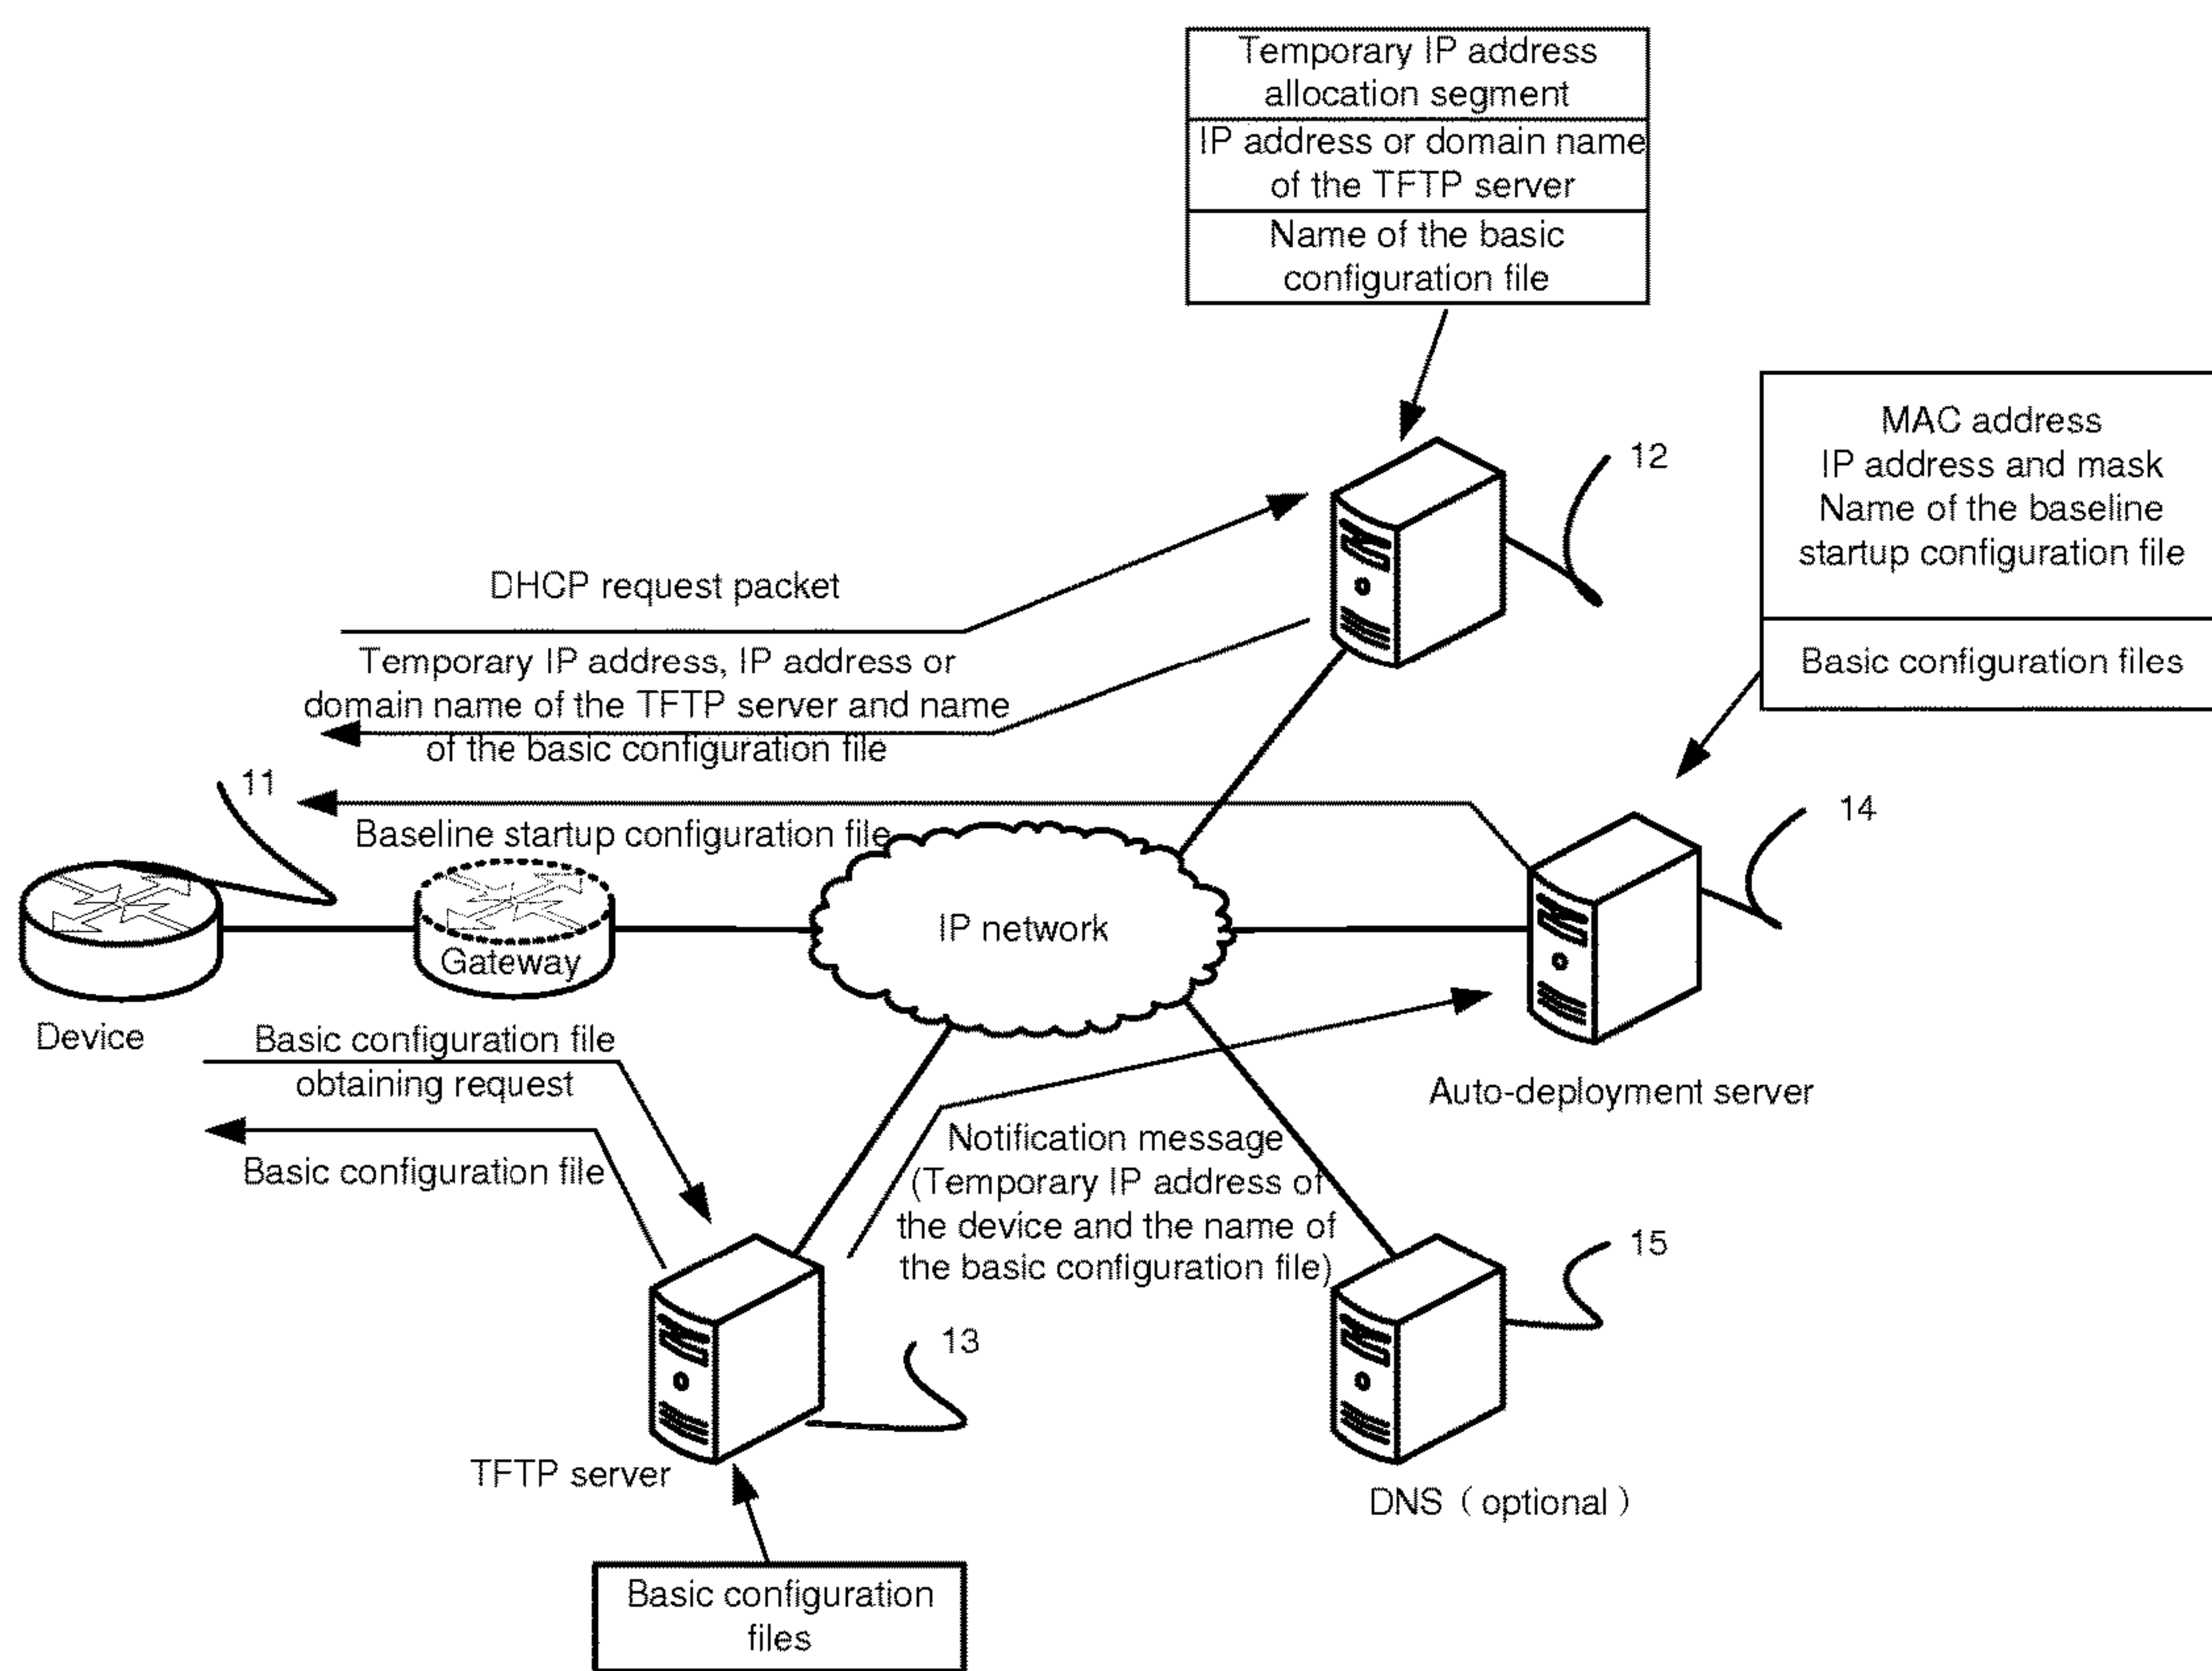 Temporary IP address
allocation segment
IP address or domain name
of the TFTP server
Name of the basic
configuration file
MAC address
IP address and mask
Name of the baseline
startup configuration file
Basic configuration files
12
DHCP request packet
Temporary IP address, IP address or
domain name of the TFTP server and name
of the basic configuration file
11
14
Baseline startup configuration file
IP network
Gateway
Device
Basic configuration file
obtaining request
Auto-deployment server
Basic configuration file
Notification message
(Temporary IP address of
the device and the name of
the basic configuration file)
15
13
TFTP server
DNS ( optional )
Basic configuration
files